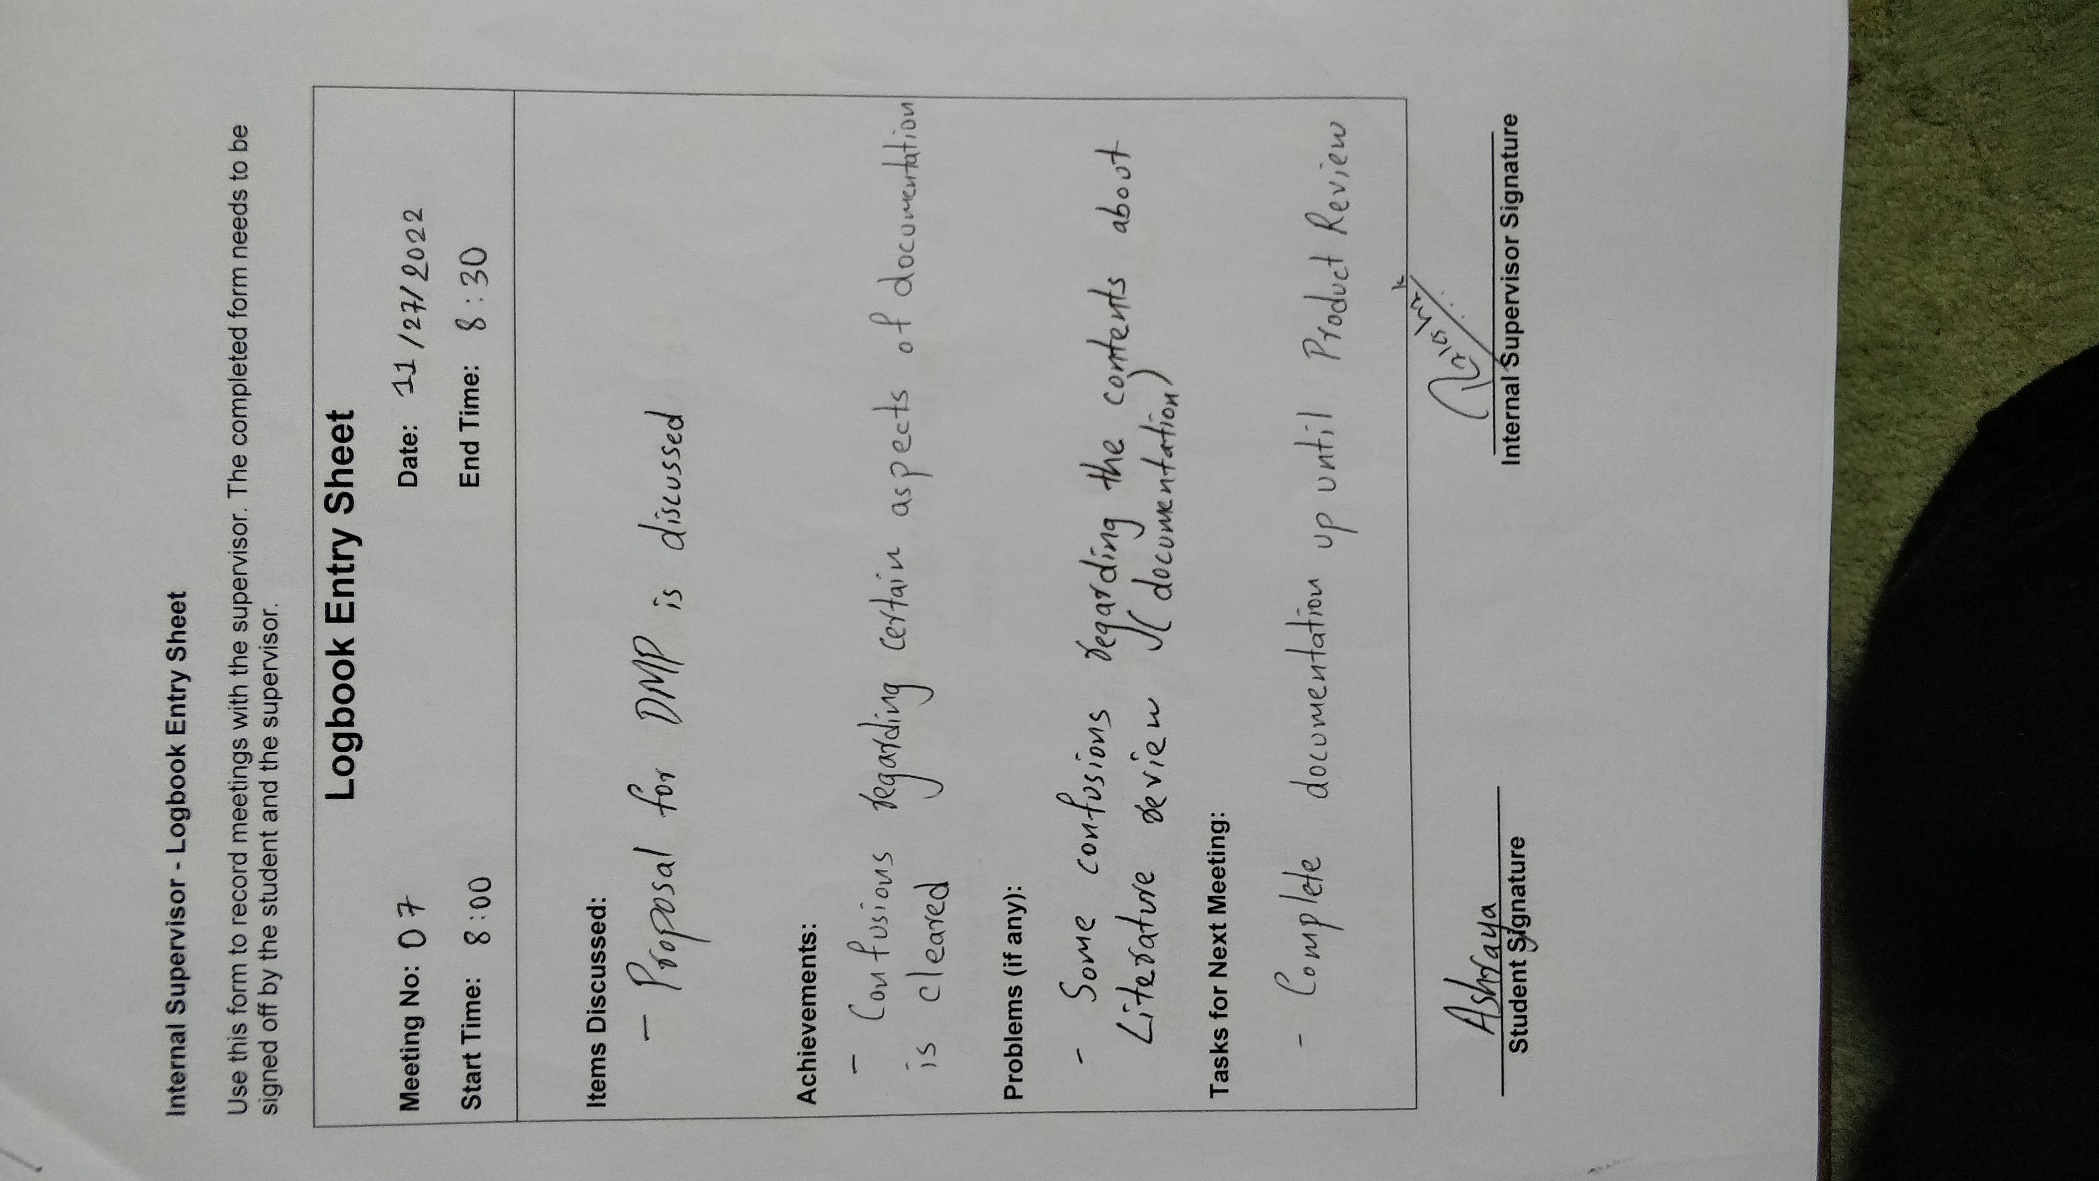 Internal Supervisor - Logbook Entry Sheet
Use this form to record meetings with the supervisor. The completed form needs to be
signed off by the student and the supervisor.
Logbook Entry Sheet
Meeting No: 07 Date: 11/27/2022
Start Time: 8:00 End Time: 8:30
Items Discussed:
- Proposal for DMP is discussed
Achievements:
- Confusions regarding certain aspects of documentation
is cleared
Problems (if any):
- Some confusions regarding the contents about
Literature review (documentation)
Tasks for Next Meeting:
- Complete documentation up until Product Review
Ashraya
Student Signature Internal Supervisor Signature